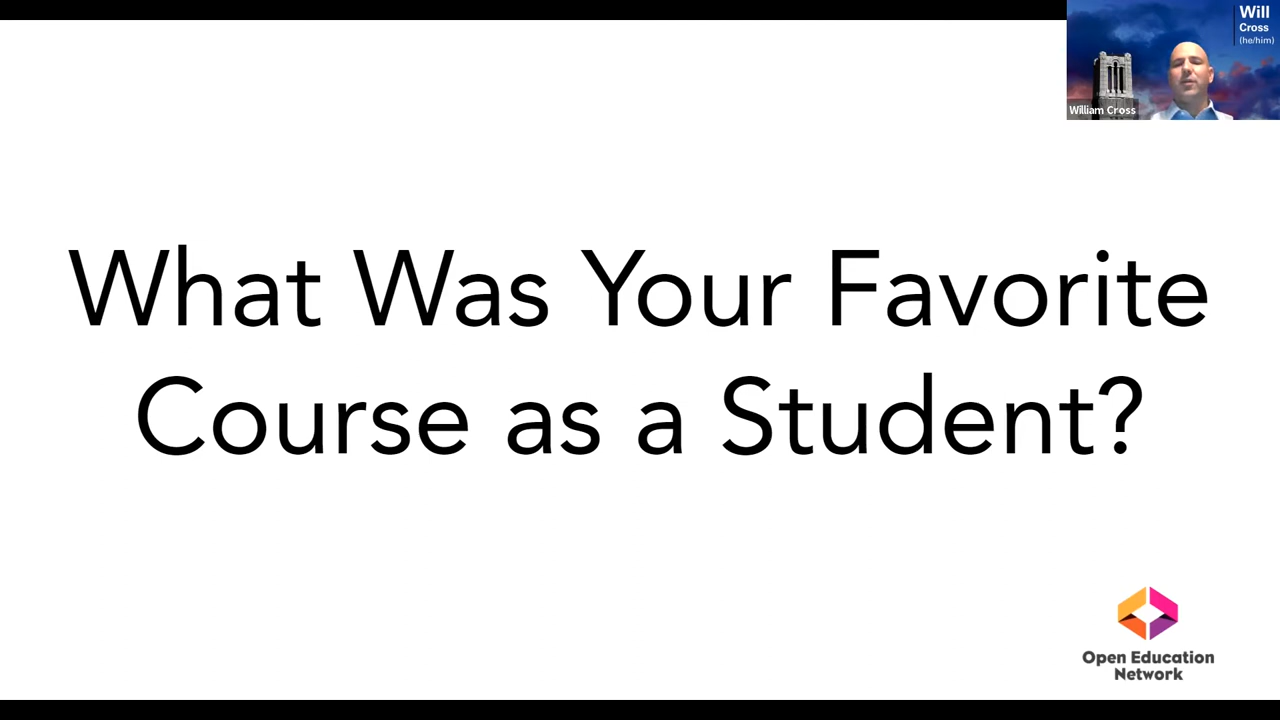 Will
Cross
(he/him)
William Cross
What Was Your Favorite
Course as a Student?
Open Education
Network